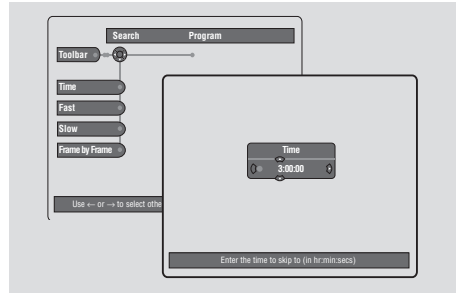 Search Program
Toolbar
Time
Fast
Slow
Frame by Frame
Use ← or → to select othe
Time
3:00:00
Enter the time to skip to (in hr:min:secs)